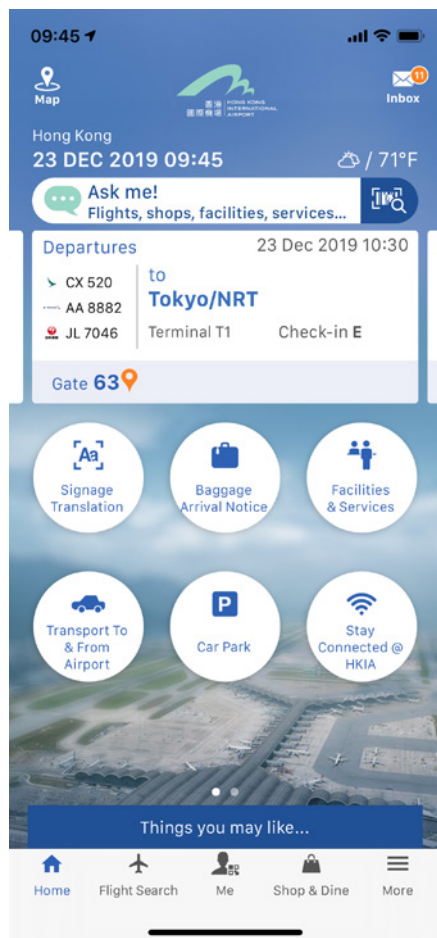 09:45
11
Map
香港
國際機場
HONG KONG
INTERNATIONAL
AIRPORT
Inbox
Hong Kong
23 DEC 2019 09:45
/ 71°F
Ask me!
Flights, shops, facilities, services...
Departures
23 Dec 2019 10:30
CX 520
AA 8882
JL 7046
to
Tokyo/NRT
Terminal T1
Check-in E
Gate 63
Aa
Signage
Translation
Baggage
Arrival Notice
Facilities
& Services
Transport To
& From
Airport
P
Car Park
Stay
Connected @
HKIA
Things you may like...
Home
Flight Search
Me
Shop & Dine
More